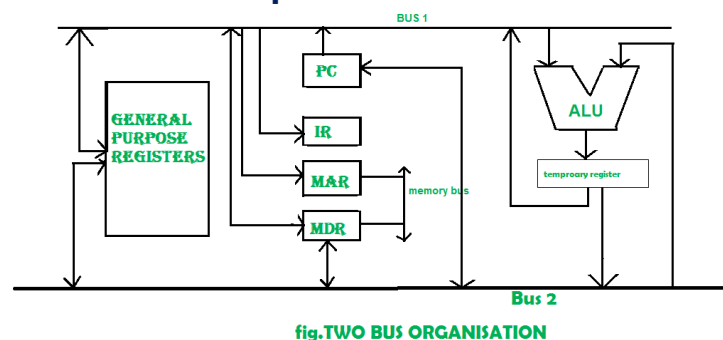 BUS 1
PC
GENERAL
PURPOSE
REGISTERS
ALU
IR
temproary register
MAR
memory bus
MDR
Bus 2
fig.TWO BUS ORGANISATION